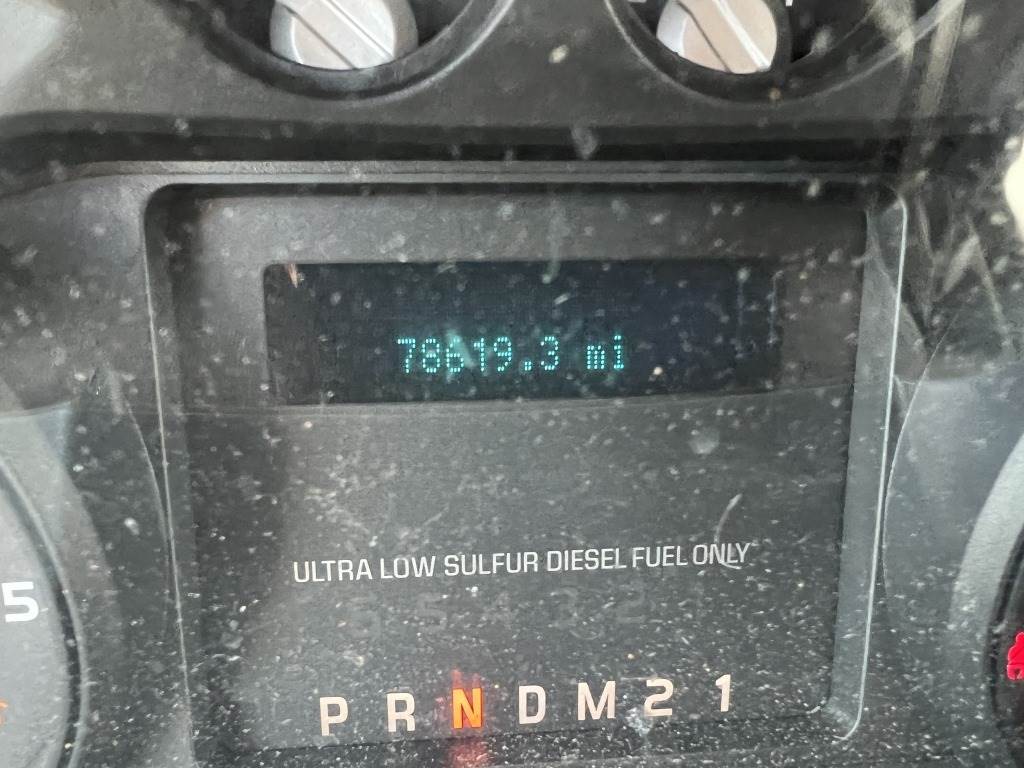 78619.3 mi
ULTRA LOW SULFUR DIESEL FUEL ONLY
5
P R N D M 2 1